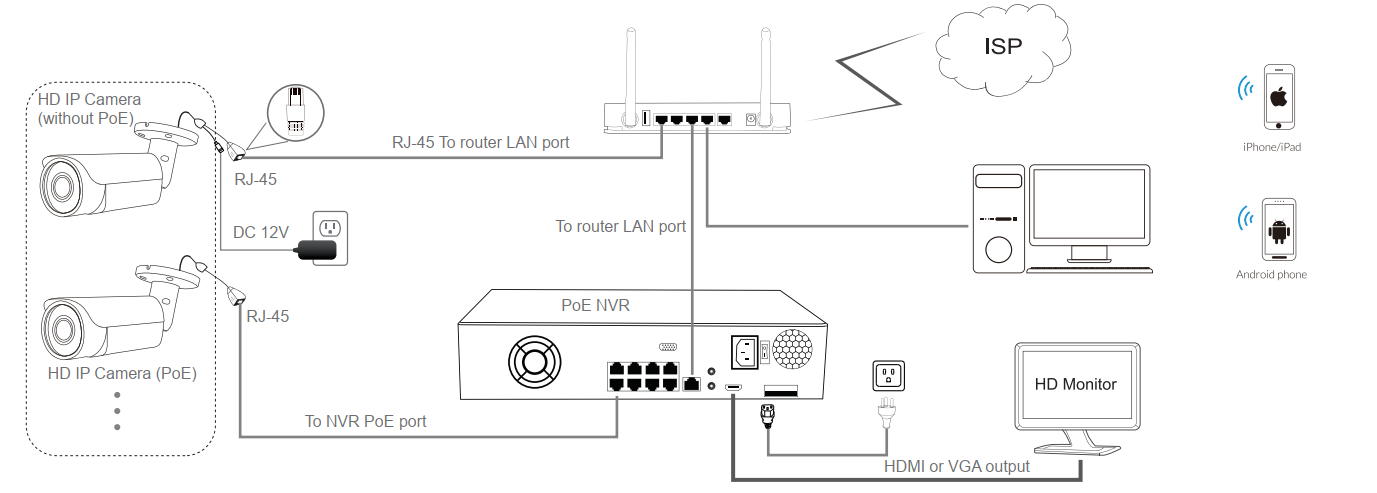 HD IP Camera
(without PoE)
RJ-45 To router LAN port
RJ-45
DC 12V
To router LAN port
ISP
iPhone/iPad
Android phone
PoE NVR
RJ-45
HD IP Camera (PoE)
To NVR PoE port
HD Monitor
HDMI or VGA output